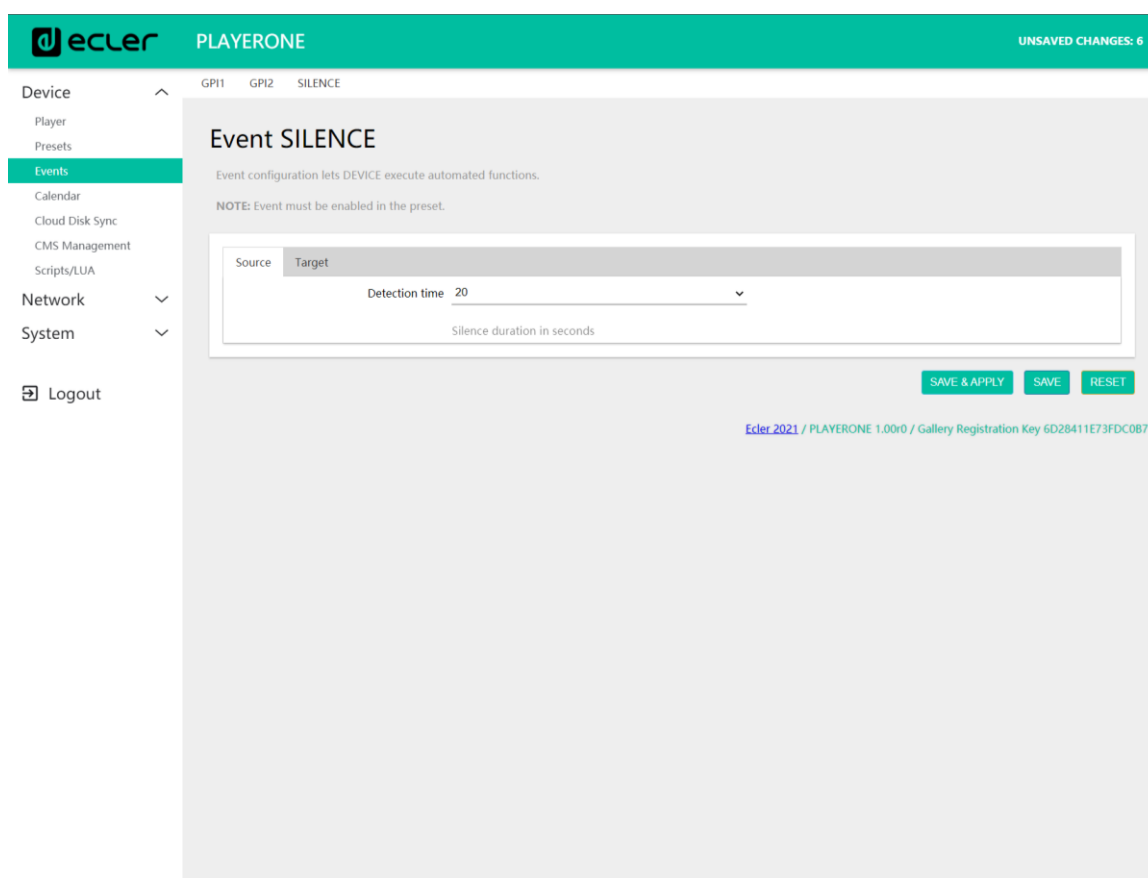 ecler
PLAYERONE
UNSAVED CHANGES: 6
Device
Player
Presets
Events
Calendar
Cloud Disk Sync
CMS Management
Scripts/LUA
Network
System
Logout
GPI1 GPI2 SILENCE
Event SILENCE
Event configuration lets DEVICE execute automated functions.
NOTE: Event must be enabled in the preset.
Source Target
Detection time 20
Silence duration in seconds
SAVE & APPLY SAVE RESET
Ecler 2021 / PLAYERONE 1.00r0 / Gallery Registration Key 6D28411E73FDC0B7